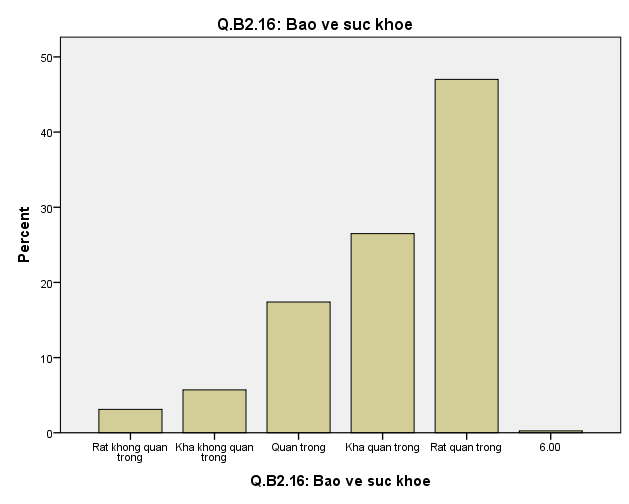 Q.B2.16: Bao ve suc khoe
50
40
30
20
10
0
Percent
Rat khong quan
trong
Kha khong quan
trong
Quan trong
Kha quan trong
Rat quan trong
6.00
Q.B2.16: Bao ve suc khoe